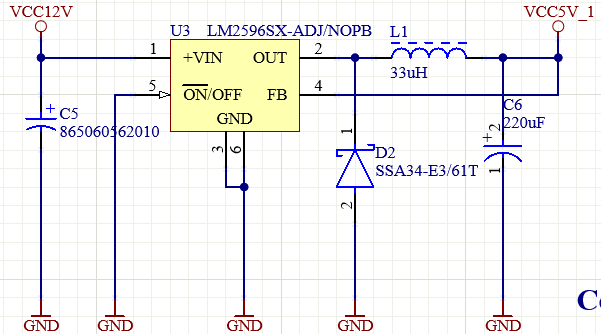 VCC12V
VCC5V_1
U3 LM2596SX-ADJ/NOPB
L1
1 +VIN OUT 2
33uH
5 ON/OFF FB 4
C5
865060562010
GND
3 6
C6
220uF
2
1
1
D2
SSA34-E3/61T
2
GND GND GND GND GND